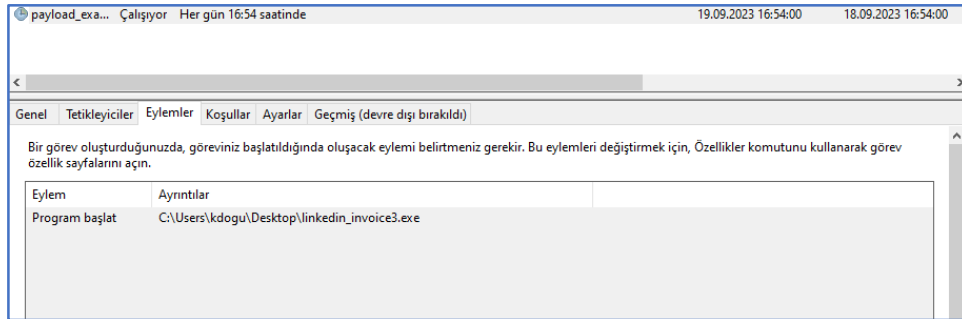 payload_exa... Çalışıyor Her gün 16:54 saatinde 19.09.2023 16:54:00 18.09.2023 16:54:00
Genel Tetikleyiciler Eylemler Koşullar Ayarlar Geçmiş (devre dışı bırakıldı)
Bir görev oluşturduğunuzda, göreviniz başlatıldığında oluşacak eylemi belirtmeniz gerekir. Bu eylemleri değiştirmek için, Özellikler komutunu kullanarak görev
özellik sayfalarını açın.
Eylem Ayrıntılar
Program başlat C:\Users\kdogu\Desktop\linkedin_invoice3.exe